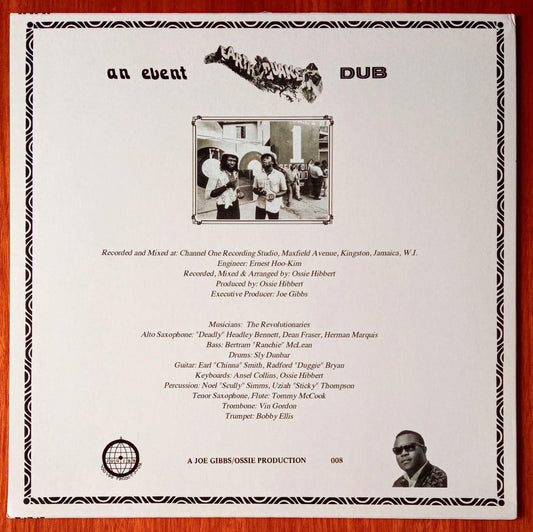 an event EARTHQUAKE DUB
Recorded and Mixed at: Channel One Recording Studio, Maxfield Avenue, Kingston, Jamaica, W.I.
Engineer: Ernest Hoo-Kim
Recorded, Mixed & Arranged by: Ossie Hibbert
Produced by: Ossie Hibbert
Executive Producer: Joe Gibbs
Musicians: The Revolutionaries
Alto Saxophone: "Deadly" Headley Bennett, Dean Fraser, Herman Marquis
Bass: Bertram "Ranchie" McLean
Drums: Sly Dunbar
Guitar: Earl "Chinna" Smith, Radford "Duggie" Bryan
Keyboards: Ansel Collins, Ossie Hibbert
Percussion: Noel "Scully" Simms, Uziah "Sticky" Thompson
Tenor Saxophone, Flute: Tommy McCook
Trombone: Vin Gordon
Trumpet: Bobby Ellis
A JOE GIBBS/OSSIE PRODUCTION 008